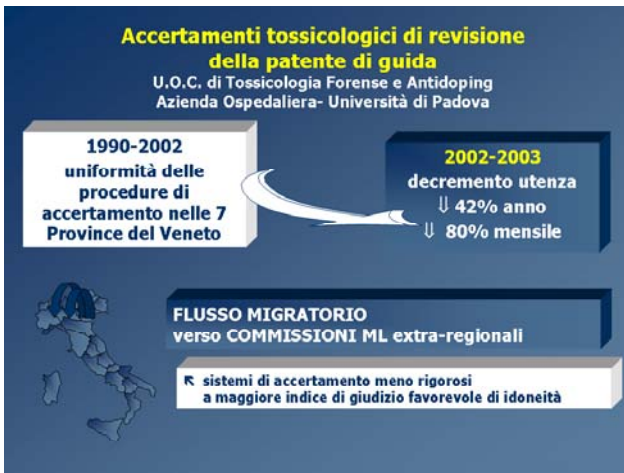 Accertamenti tossicologici di revisione
della patente di guida
U.O.C. di Tossicologia Forense e Antidoping
Azienda Ospedaliera- Università di Padova
1990-2002
uniformità delle
procedure di
accertamento nelle 7
Province del Veneto
2002-2003
decremento utenza
⇓ 42% anno
⇓ 80% mensile
FLUSSO MIGRATORIO
verso COMMISSIONI ML extra-regionali
sistemi di accertamento meno rigorosi
a maggiore indice di giudizio favorevole di idoneità